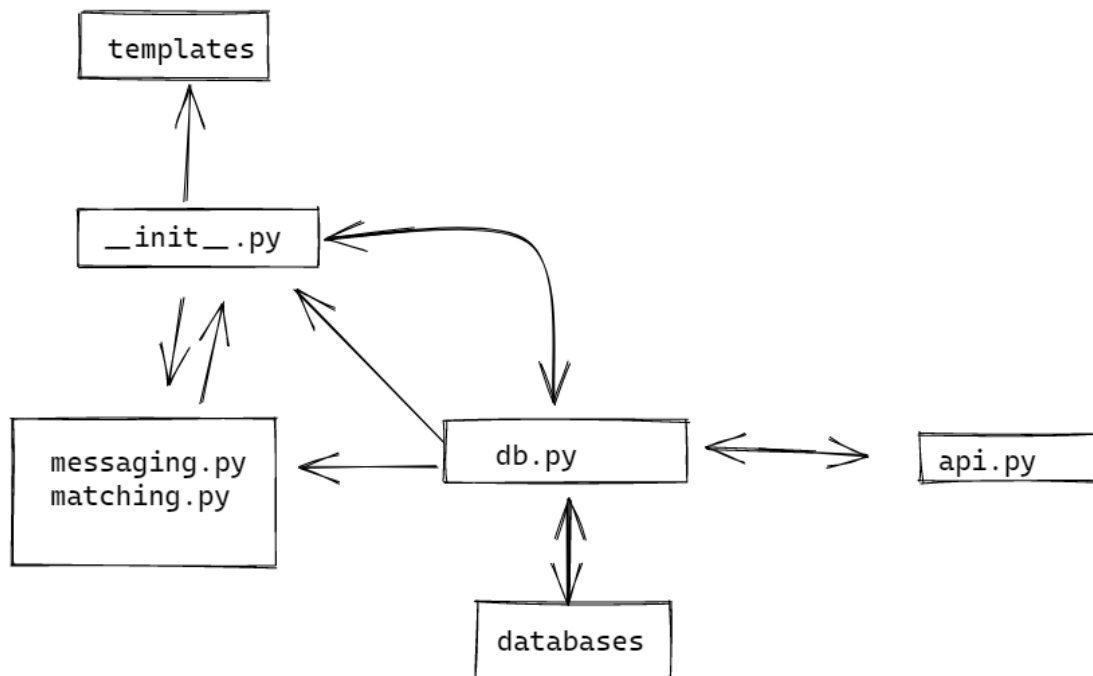 templates
__init__.py
messaging.py
matching.py
db.py
api.py
databases